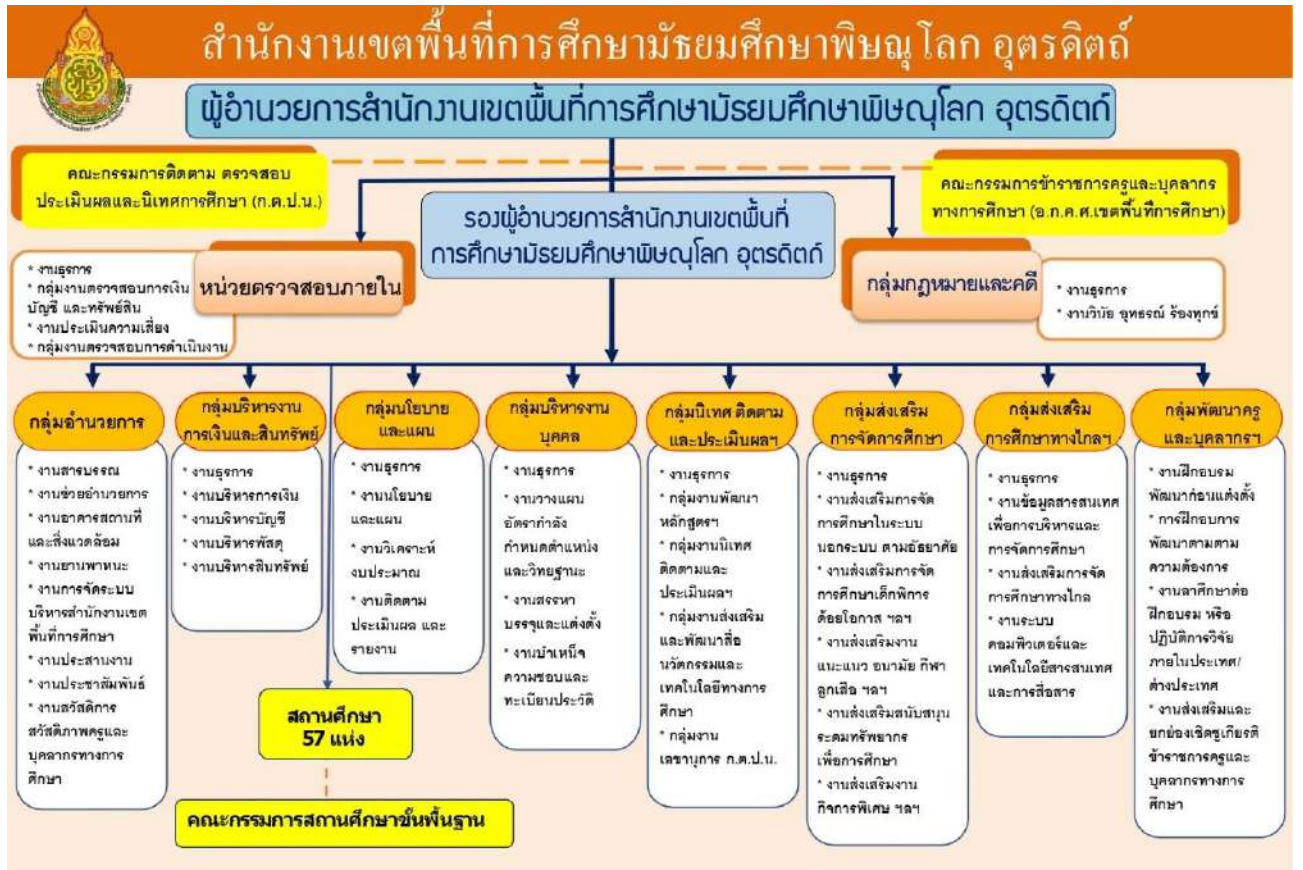 สำนักงานเขตพื้นที่การศึกษามัธยมศึกษาพิษณุโลก อุตรดิตถ์
ผู้อำนวยการสำนักงานเขตพื้นที่การศึกษามัธยมศึกษาพิษณุโลก อุตรดิตถ์
คณะกรรมการติดตาม ตรวจสอบ
ประเมินผลและนิเทศการศึกษา (ก.ต.ป.น.)
คณะกรรมการข้าราชการครูและบุคลากร
ทางการศึกษา (อ.ก.ค.ศ.เขตพื้นที่การศึกษา)
รองผู้อำนวยการสำนักงานเขตพื้นที่
การศึกษามัธยมศึกษาพิษณุโลก อุตรดิตถ์
หน่วยตรวจสอบภายใน
* งานธุรการ
* กลุ่มงานตรวจสอบการเงิน
บัญชี และทรัพย์สิน
* งานประเมินความเสี่ยง
* กลุ่มงานตรวจสอบการดำเนินงาน
กลุ่มกฎหมายและคดี
* งานธุรการ
* งานวินัย อุทธรณ์ ร้องทุกข์
กลุ่มอำนวยการ
* งานสารบรรณ
* งานช่วยอำนวยการ
* งานอาคารสถานที่
และสิ่งแวดล้อม
* งานยานพาหนะ
* งานการจัดระบบ
บริหารสำนักงานเขต
พื้นที่การศึกษา
* งานประสานงาน
* งานประชาสัมพันธ์
* งานสวัสดิการ
สวัสดิภาพครูและ
บุคลากรทางการ
ศึกษา
กลุ่มบริหารงาน
การเงินและสินทรัพย์
* งานธุรการ
* งานบริหารการเงิน
* งานบริหารบัญชี
* งานบริหารพัสดุ
* งานบริหารสินทรัพย์
กลุ่มนโยบาย
และแผน
* งานธุรการ
* งานนโยบาย
และแผน
* งานวิเคราะห์
งบประมาณ
* งานติดตาม
ประเมินผล และ
รายงาน
กลุ่มบริหารงาน
บุคคล
* งานธุรการ
* งานวางแผน
อัตรากำลัง
กำหนดตำแหน่ง
และวิทยฐานะ
* งานสรรหา
บรรจุและแต่งตั้ง
* งานบำเหน็จ
ความชอบและ
ทะเบียนประวัติ
กลุ่มนิเทศ ติดตาม
และประเมินผลฯ
* งานธุรการ
* กลุ่มงานพัฒนา
หลักสูตรฯ
* กลุ่มงานนิเทศ
ติดตามและ
ประเมินผลฯ
* กลุ่มงานส่งเสริม
และพัฒนาสื่อ
นวัตกรรมและ
เทคโนโลยีทางการ
ศึกษา
* กลุ่มงาน
เลขานุการ ก.ต.ป.น.
กลุ่มส่งเสริม
การจัดการศึกษา
* งานธุรการ
* งานส่งเสริมการจัด
การศึกษาในระบบ
นอกระบบ ตามอัธยาศัย
* งานส่งเสริมการจัด
การศึกษาเด็กพิการ
ด้อยโอกาส ฯลฯ
* งานส่งเสริมงาน
แนะแนว อนามัย กีฬา
ลูกเสือ ฯลฯ
* งานส่งเสริมสนับสนุน
ระดมทรัพยากร
เพื่อการศึกษา
* งานส่งเสริมงาน
กิจการพิเศษ ฯลฯ
กลุ่มส่งเสริม
การศึกษาทางไกลฯ
* งานธุรการ
* งานข้อมูลสารสนเทศ
เพื่อการบริหารและ
การจัดการศึกษา
* งานส่งเสริมการจัด
การศึกษาทางไกล
* งานระบบ
คอมพิวเตอร์และ
เทคโนโลยีสารสนเทศ
และการสื่อสาร
กลุ่มพัฒนาครู
และบุคลากรฯ
* งานฝึกอบรม
พัฒนาก่อนแต่งตั้ง
* การฝึกอบการ
พัฒนาตามตาม
ความต้องการ
* งานลาศึกษาต่อ
ฝึกอบรม หรือ
ปฏิบัติการวิจัย
ภายในประเทศ/
ต่างประเทศ
* งานส่งเสริมและ
ยกย่องเชิดชูเกียรติ
ข้าราชการครูและ
บุคลากรทางการ
ศึกษา
สถานศึกษา
57 แห่ง
คณะกรรมการสถานศึกษาขั้นพื้นฐาน